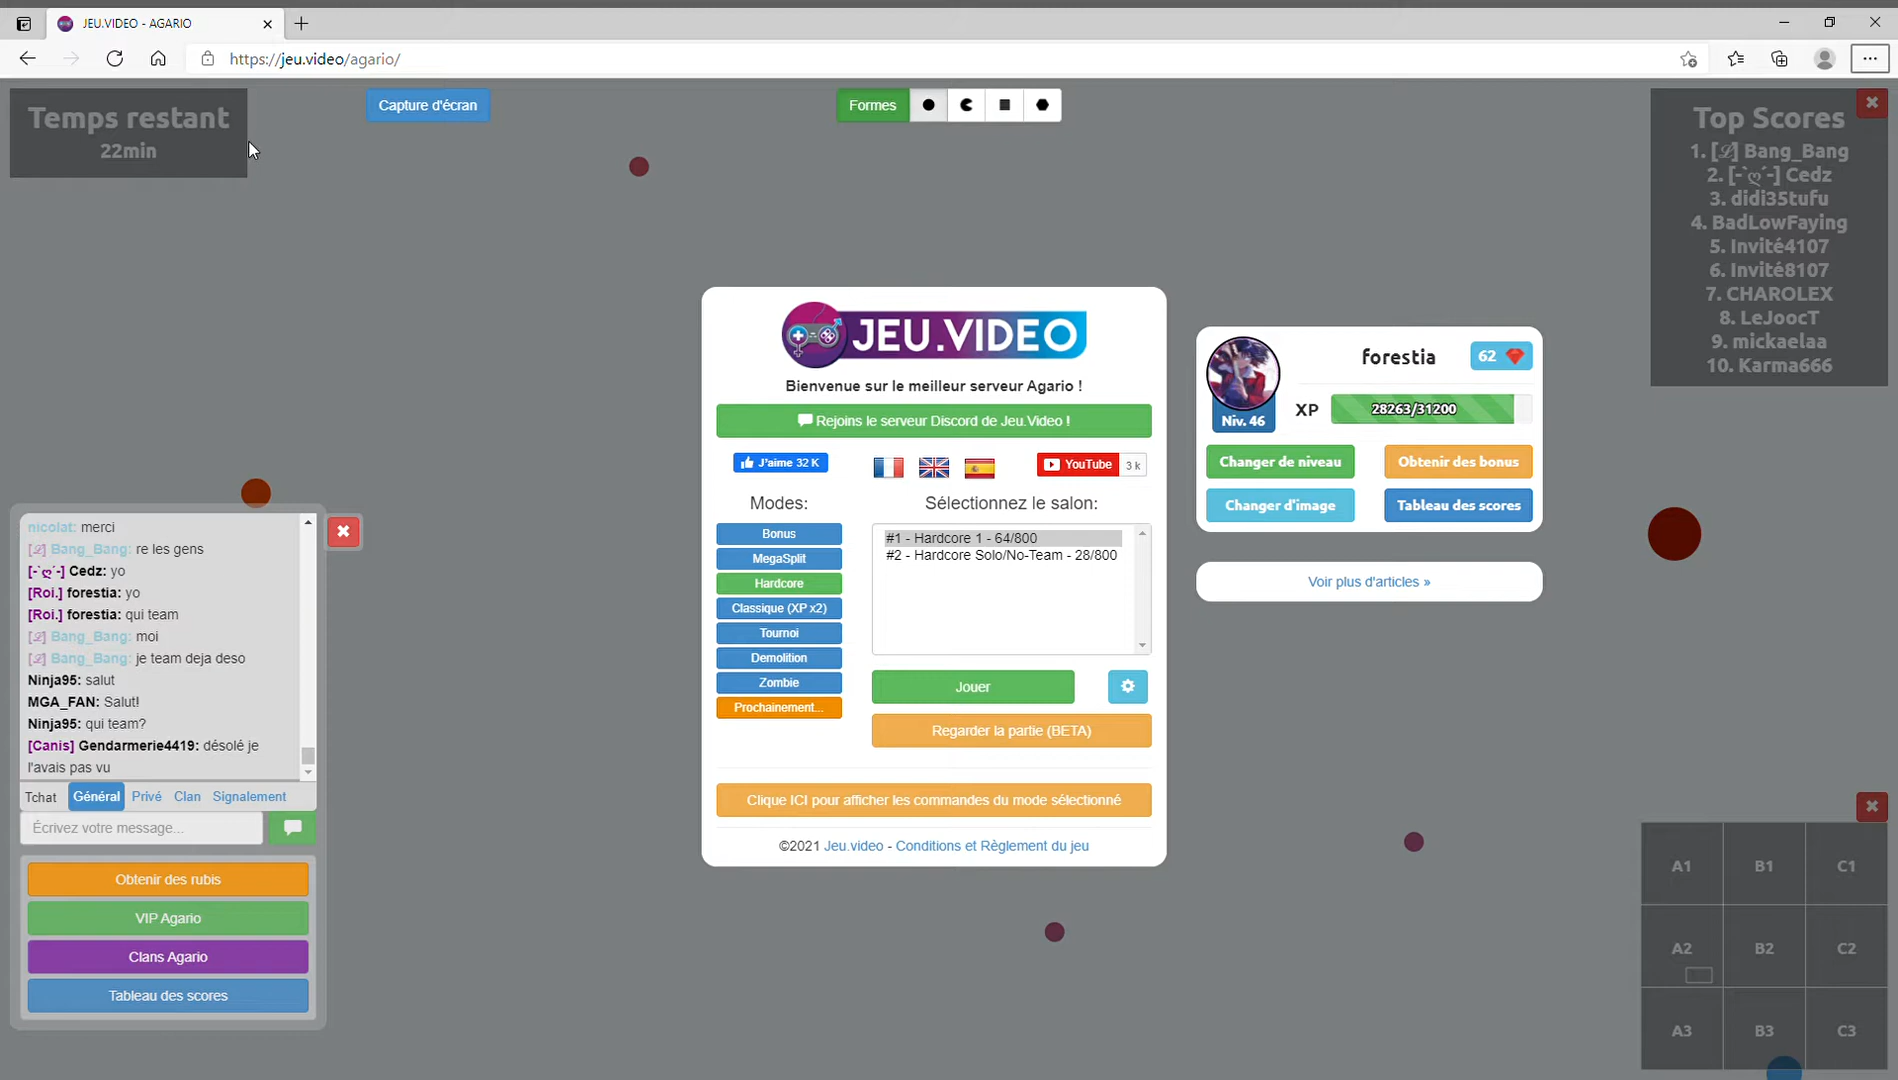 JEU.VIDEO - AGARIO
https://jeu.video/agario/
Temps restant
22min
Capture d'écran
Formes
Top Scores
1. [ℒ] Bang_Bang
2. [-`ღ´-] Cedz
3. didi35tufu
4. BadLowFaying
5. Invité4107
6. Invité8107
7. CHAROLEX
8. LeJoocT
9. mickaelaa
10. Karma666
JEU.VIDEO
Bienvenue sur le meilleur serveur Agario !
Rejoins le serveur Discord de Jeu.Video !
J'aime 32 K
YouTube 3 k
Modes:
Bonus
MegaSplit
Hardcore
Classique (XP x2)
Tournoi
Demolition
Zombie
Prochainement...
Sélectionnez le salon:
#1 - Hardcore 1 - 64/800
#2 - Hardcore Solo/No-Team - 28/800
Jouer
Regarder la partie (BETA)
Clique ICI pour afficher les commandes du mode sélectionné
©2021 Jeu.video - Conditions et Règlement du jeu
forestia
62
Niv. 46
XP
28263/31200
Changer de niveau
Obtenir des bonus
Changer d'image
Tableau des scores
Voir plus d'articles »
nicolat: merci
[ℒ] Bang_Bang: re les gens
[-`ღ´-] Cedz: yo
[Roi.] forestia: yo
[Roi.] forestia: qui team
[ℒ] Bang_Bang: moi
[ℒ] Bang_Bang: je team deja deso
Ninja95: salut
MGA_FAN: Salut!
Ninja95: qui team?
[Canis] Gendarmerie4419: désolé je
l'avais pas vu
Tchat Général Privé Clan Signalement
Écrivez votre message...
Obtenir des rubis
VIP Agario
Clans Agario
Tableau des scores
A1 B1 C1
A2 B2 C2
A3 B3 C3